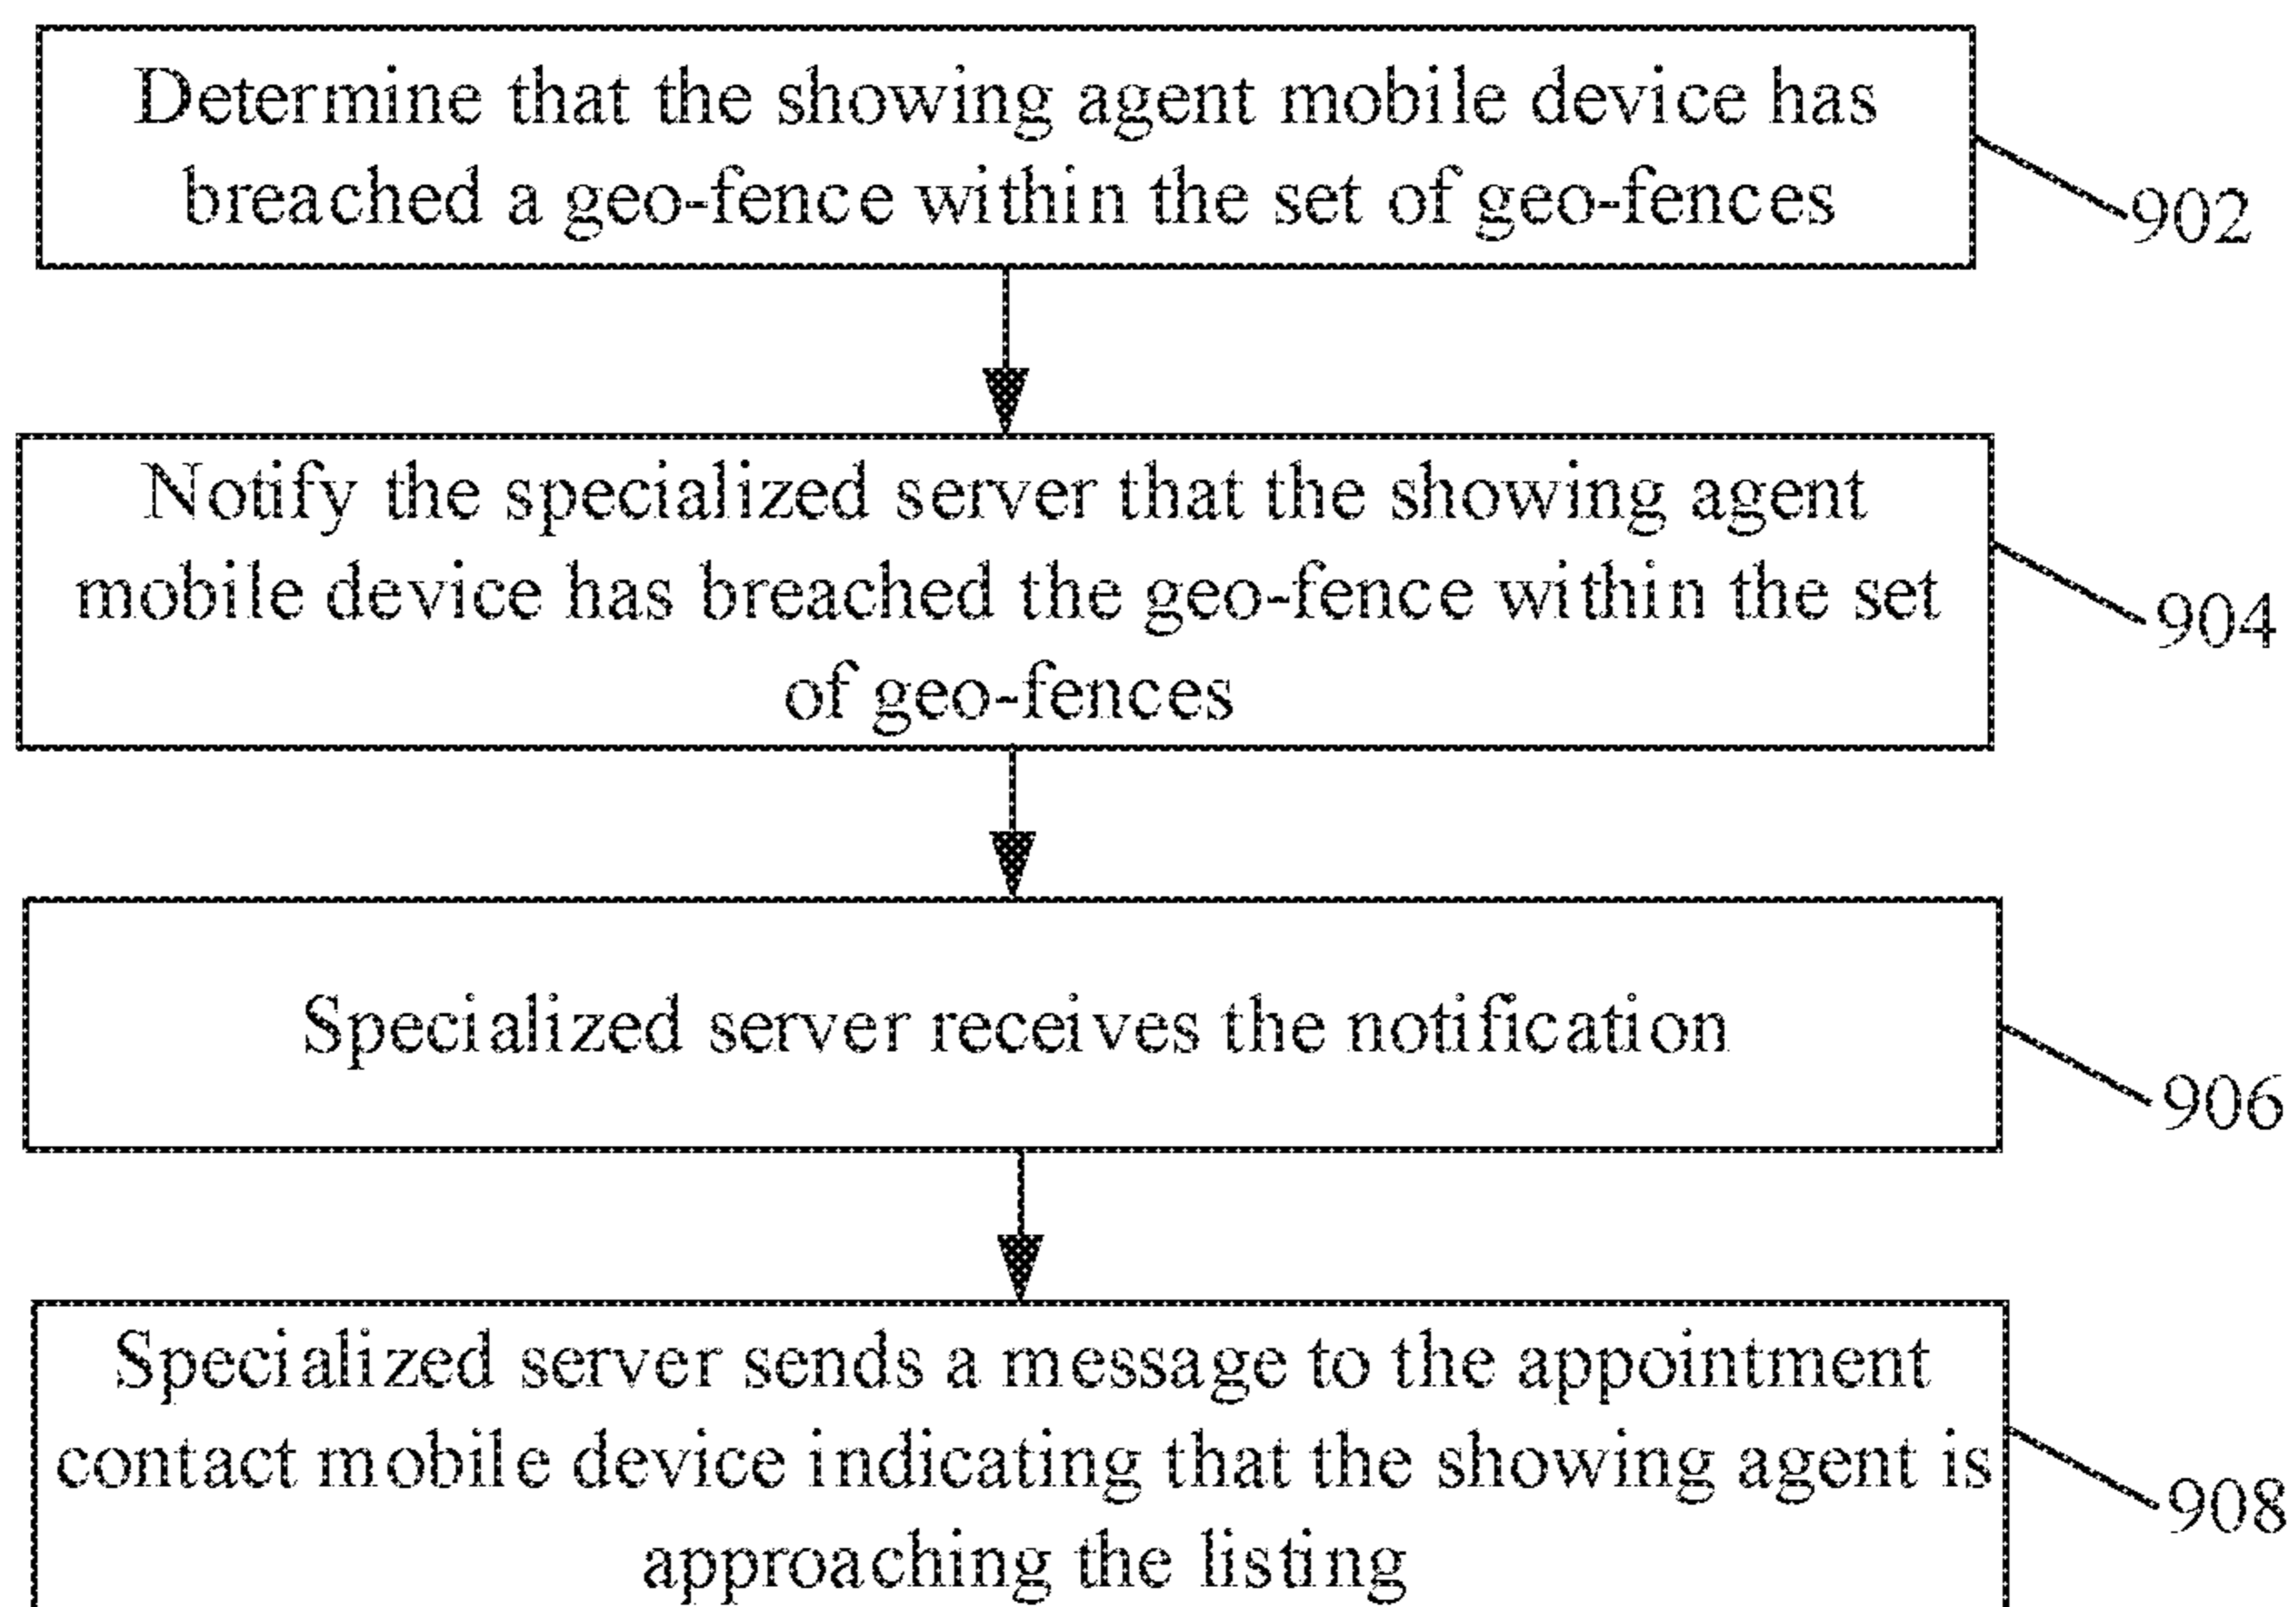 Determine that the showing agent mobile device has
breached a geo-fence within the set of geo-fences
902
Notify the specialized server that the showing agent
mobile device has breached the geo-fence within the set
of geo-fences
904
Specialized server receives the notification
906
Specialized server sends a message to the appointment
contact mobile device indicating that the showing agent is
approaching the listing
908